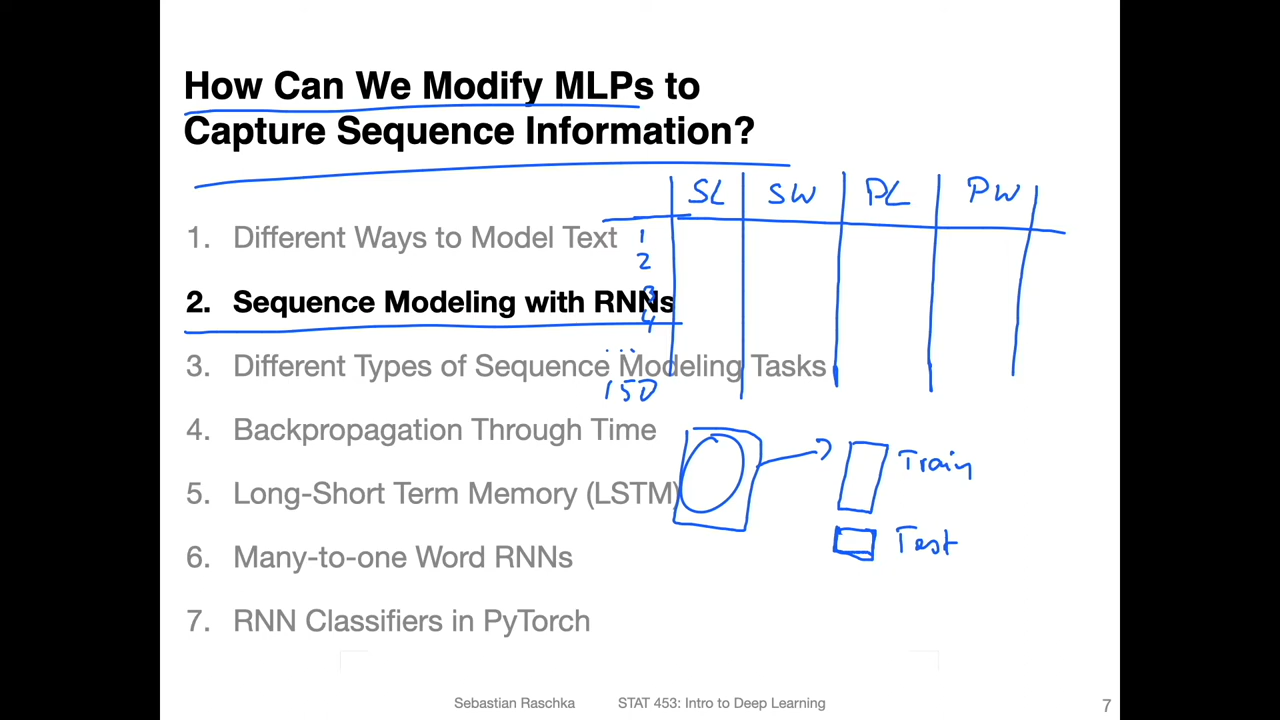 How Can We Modify MLPs to
Capture Sequence Information?
SL SW PL PW
1. Different Ways to Model Text
1
2
2. Sequence Modeling with RNNs
3
4
...
3. Different Types of Sequence Modeling Tasks
150
4. Backpropagation Through Time
Train
5. Long-Short Term Memory (LSTM)
Test
6. Many-to-one Word RNNs
7. RNN Classifiers in PyTorch
Sebastian Raschka STAT 453: Intro to Deep Learning 7